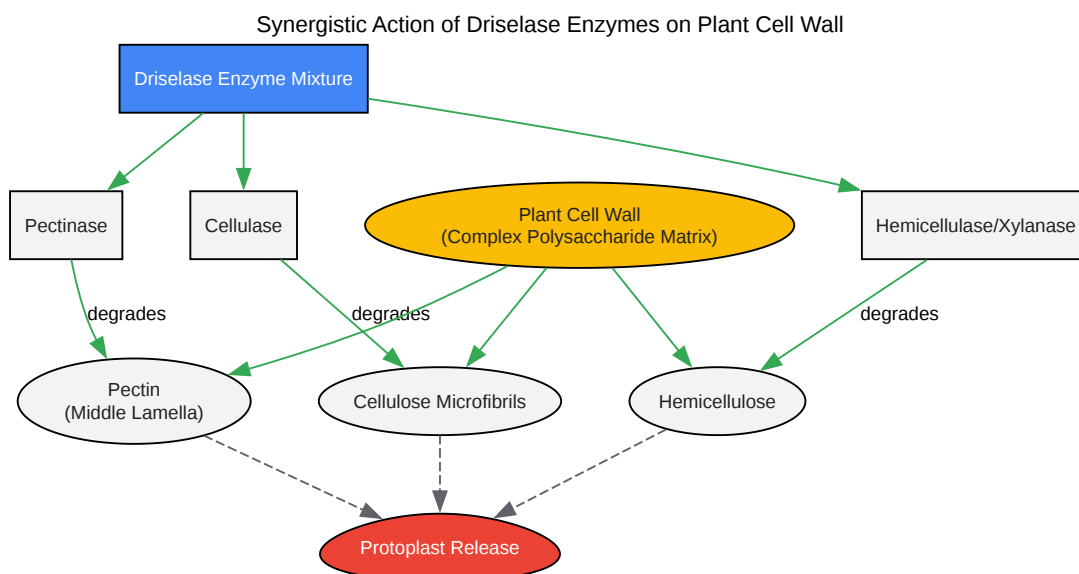 Synergistic Action of Driselase Enzymes on Plant Cell Wall
Driselase Enzyme Mixture
Pectinase
Cellulase
Plant Cell Wall
(Complex Polysaccharide Matrix)
Hemicellulase/Xylanase
degrades
degrades
degrades
Pectin
(Middle Lamella)
Cellulose Microfibrils
Hemicellulose
Protoplast Release